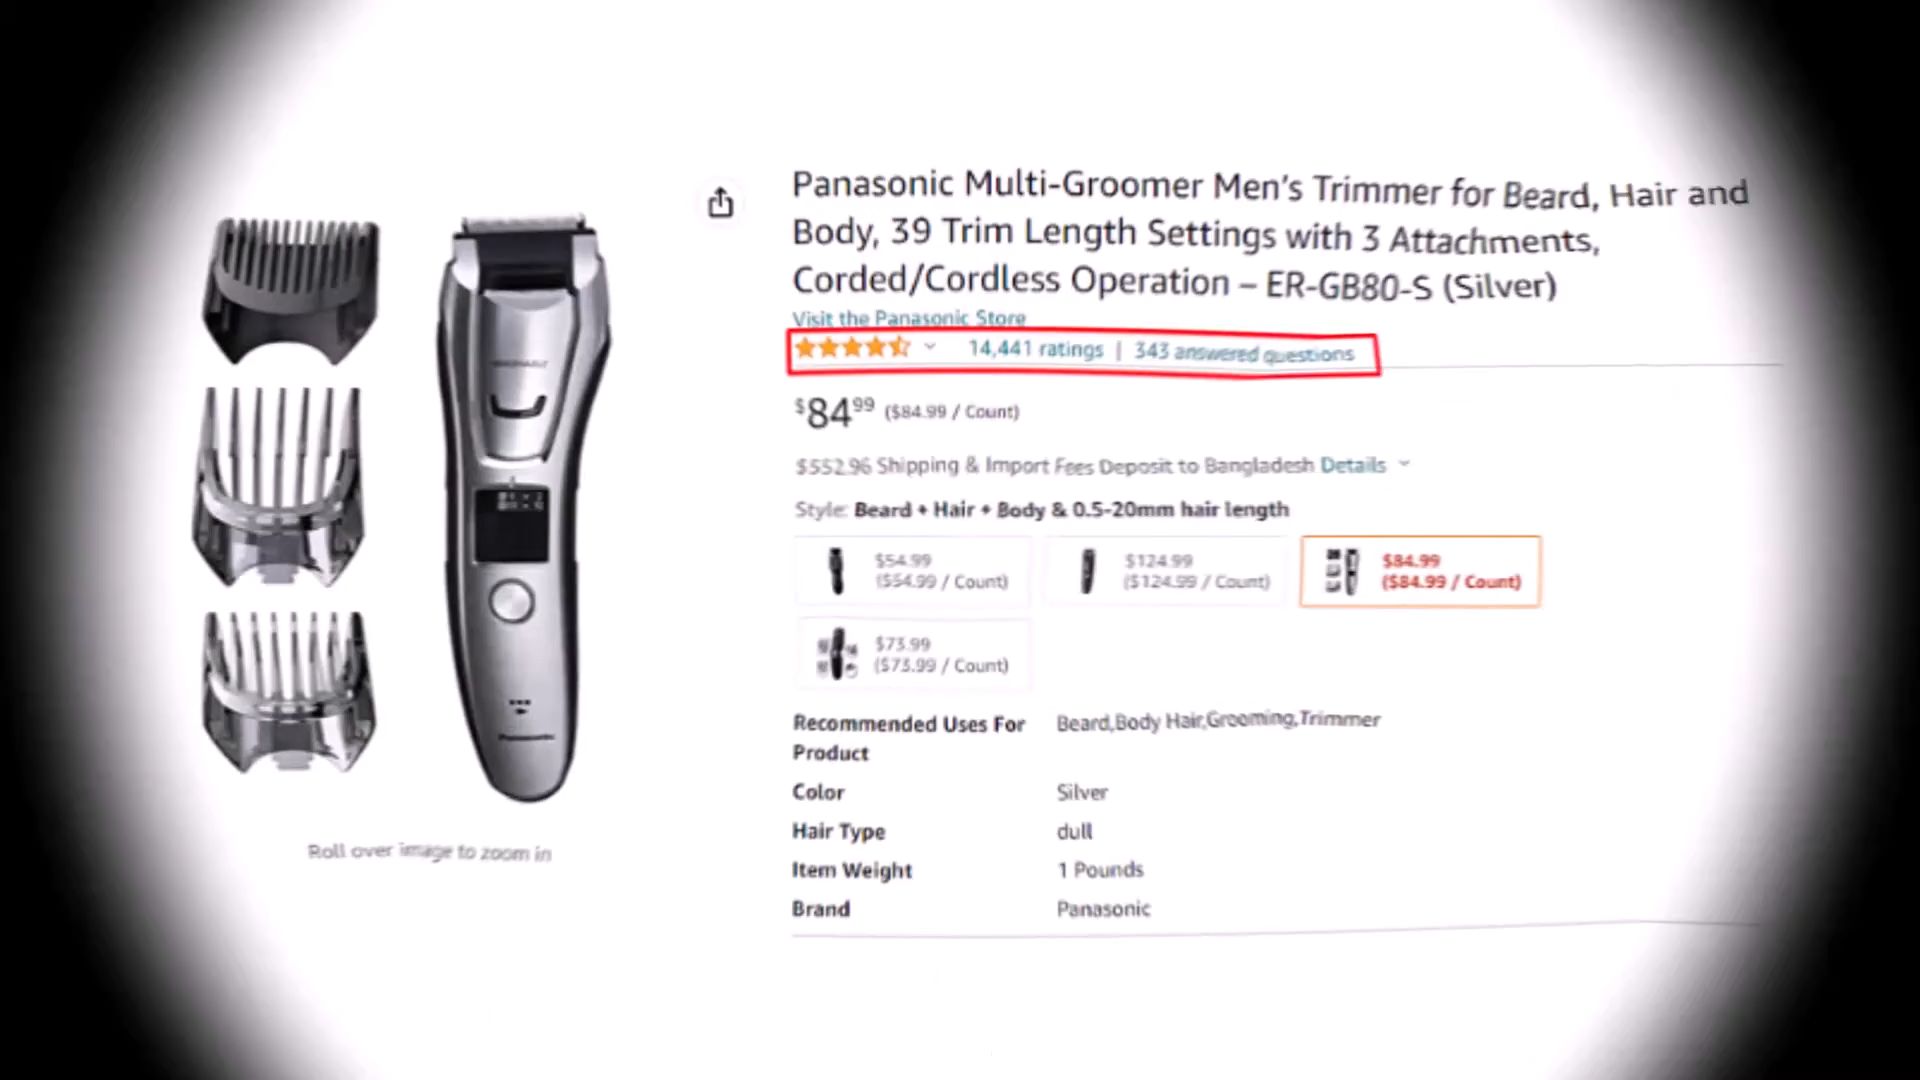 Panasonic Multi-Groomer Men's Trimmer for Beard, Hair and
Body, 39 Trim Length Settings with 3 Attachments,
Corded/Cordless Operation – ER-GB80-S (Silver)
Visit the Panasonic Store
14,441 ratings | 343 answered questions
$84.99 ($84.99 / Count)
$552.96 Shipping & Import Fees Deposit to Bangladesh Details
Style: Beard + Hair + Body & 0.5-20mm hair length
$54.99 $124.99 $84.99
($54.99 / Count) ($124.99 / Count) ($84.99 / Count)
$73.99
($73.99 / Count)
Recommended Uses For Beard,Body Hair,Grooming,Trimmer
Product
Color Silver
Hair Type dull
Item Weight 1 Pounds
Brand Panasonic
WASHABLE
Panasonic
Roll over image to zoom in